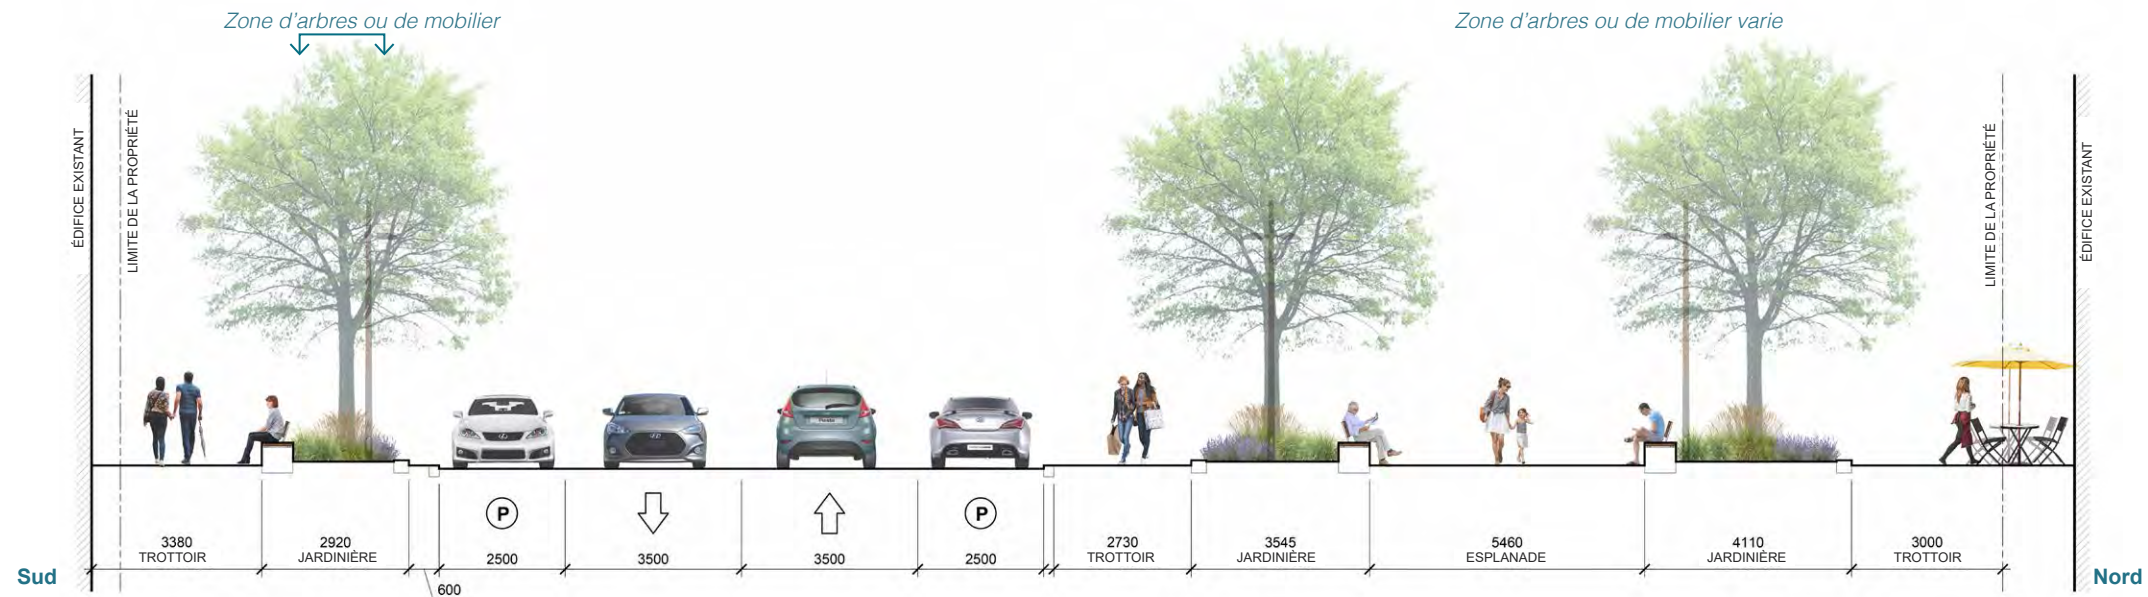 Zone d'arbres ou de mobilier
Zone d'arbres ou de mobilier varie
ÉDIFICE EXISTANT
LIMITE DE LA PROPRIÉTÉ
LIMITE DE LA PROPRIÉTÉ
ÉDIFICE EXISTANT
P
P
3380
TROTTOIR
2920
JARDINIÈRE
600
2500
3500
3500
2500
2730
TROTTOIR
3545
JARDINIÈRE
5460
ESPLANADE
4110
JARDINIÈRE
3000
TROTTOIR
Sud
Nord